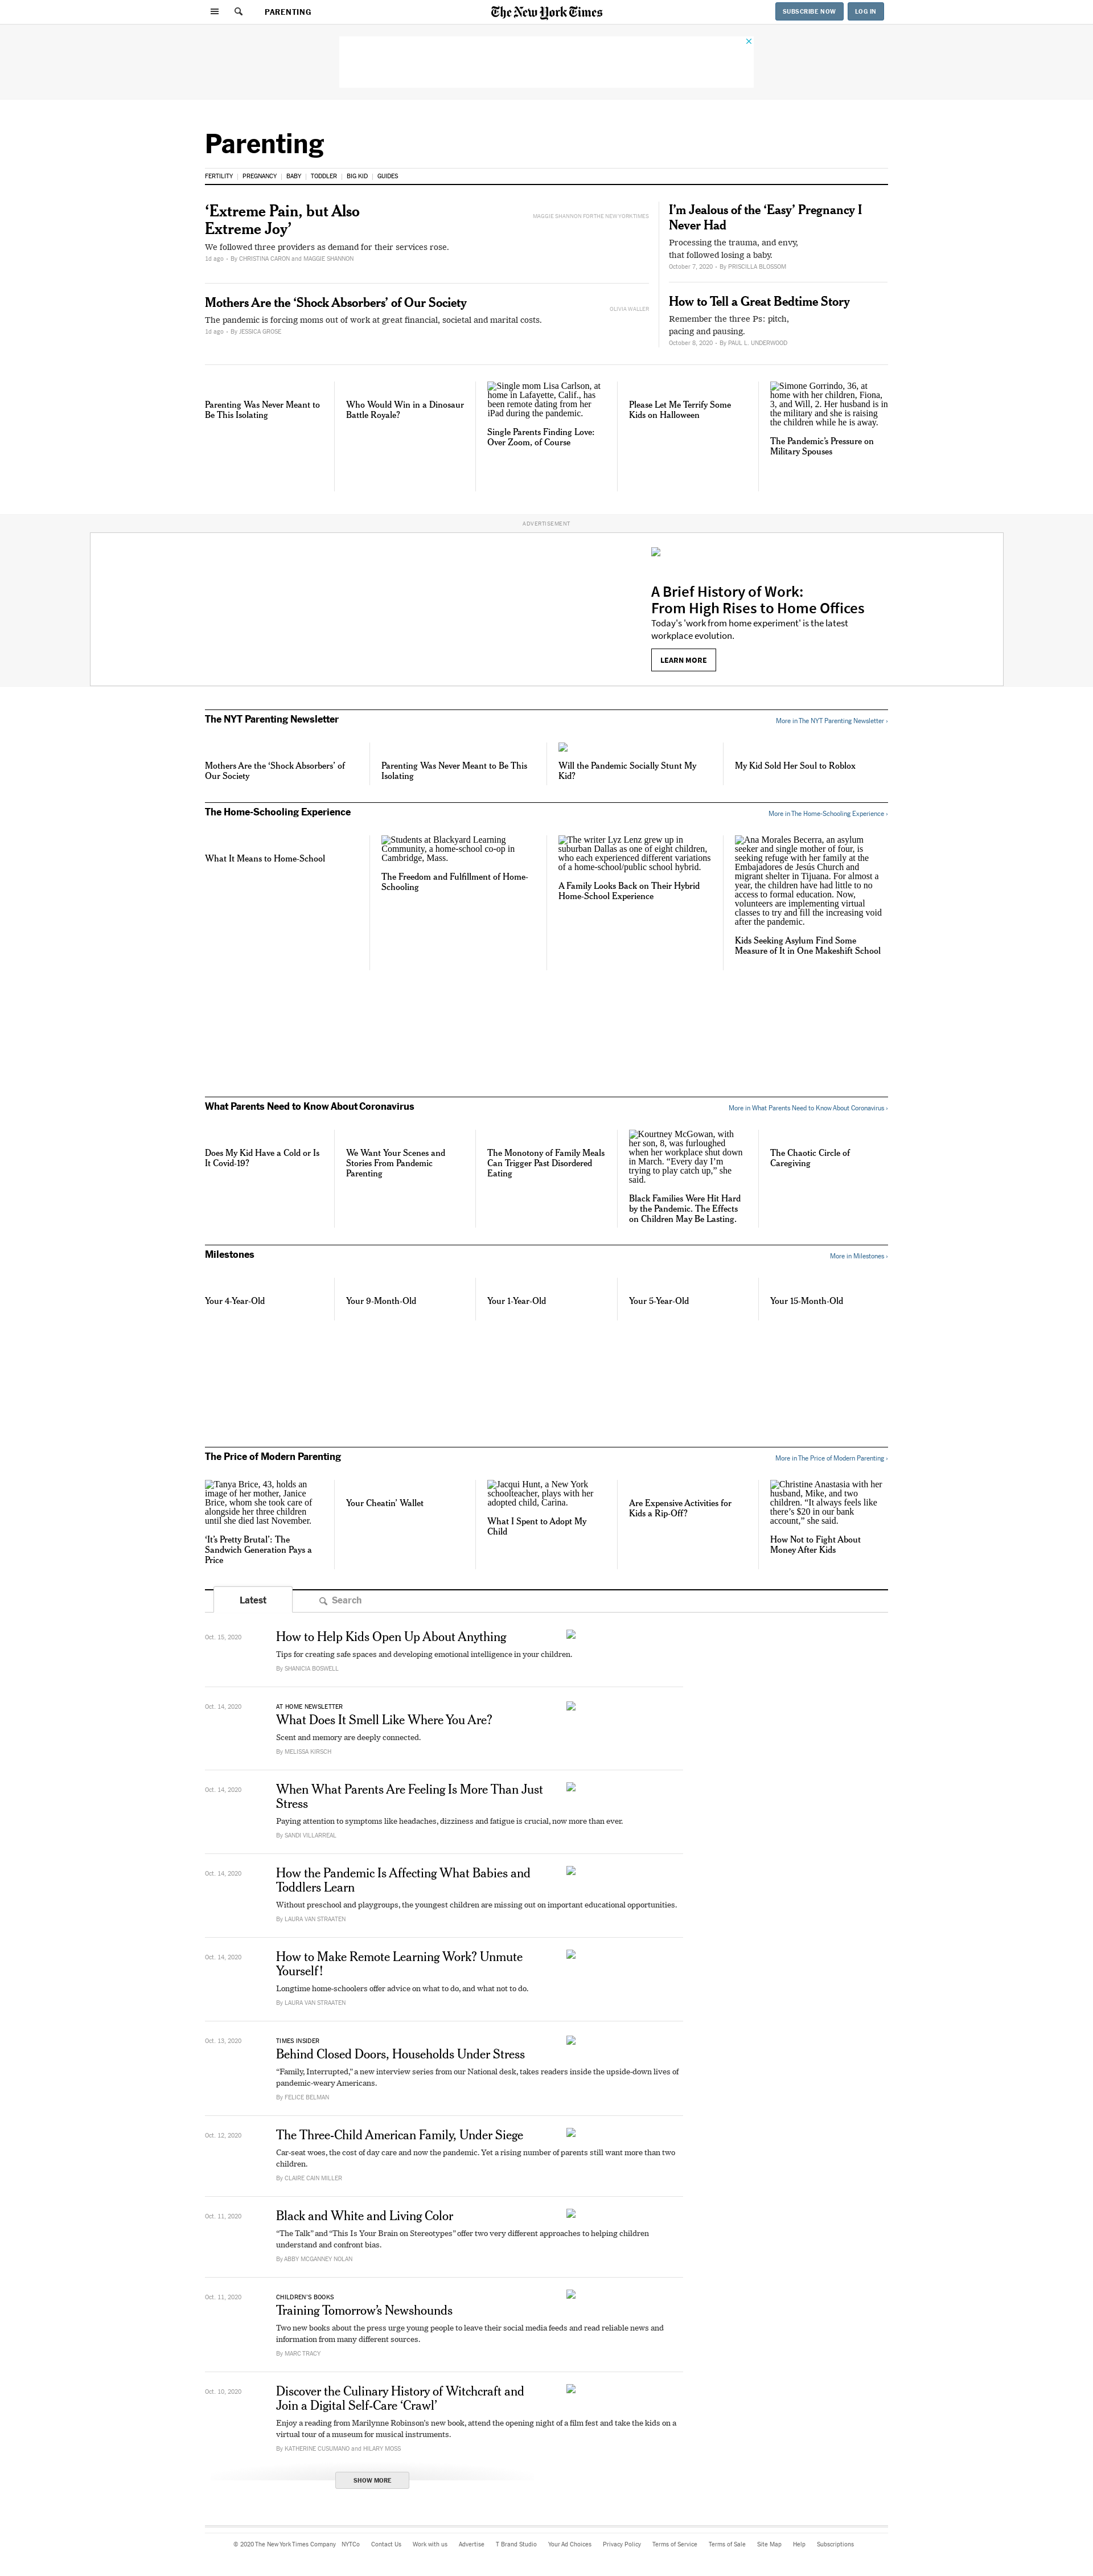 PARENTING
The New York Times
SUBSCRIBE NOW
LOG IN
Parenting
FERTILITY | PREGNANCY | BABY | TODDLER | BIG KID | GUIDES
‘Extreme Pain, but Also
Extreme Joy’
We followed three providers as demand for their services rose.
1d ago – By CHRISTINA CARON and MAGGIE SHANNON
MAGGIE SHANNON FOR THE NEW YORK TIMES
Mothers Are the ‘Shock Absorbers’ of Our Society
The pandemic is forcing moms out of work at great financial, societal and marital costs.
1d ago – By JESSICA GROSE
OLIVIA WALLER
I’m Jealous of the ‘Easy’ Pregnancy I
Never Had
Processing the trauma, and envy,
that followed losing a baby.
October 7, 2020 – By PRISCILLA BLOSSOM
How to Tell a Great Bedtime Story
Remember the three Ps: pitch,
pacing and pausing.
October 8, 2020 – By PAUL L. UNDERWOOD
Parenting Was Never Meant to
Be This Isolating
Who Would Win in a Dinosaur
Battle Royale?
Single mom Lisa Carlson, at
home in Lafayette, Calif., has
been remote dating from her
iPad during the pandemic.
Single Parents Finding Love:
Over Zoom, of Course
Please Let Me Terrify Some
Kids on Halloween
Simone Gorrindo, 36, at
home with her children, Fiona,
3, and Will, 2. Her husband is in
the military and she is raising
the children while he is away.
The Pandemic’s Pressure on
Military Spouses
ADVERTISEMENT
A Brief History of Work:
From High Rises to Home Offices
Today's 'work from home experiment' is the latest
workplace evolution.
LEARN MORE
The NYT Parenting Newsletter
More in The NYT Parenting Newsletter ›
Mothers Are the ‘Shock Absorbers’ of
Our Society
Parenting Was Never Meant to Be This
Isolating
Will the Pandemic Socially Stunt My
Kid?
My Kid Sold Her Soul to Roblox
The Home-Schooling Experience
More in The Home-Schooling Experience ›
What It Means to Home-School
Students at Blackyard Learning
Community, a home-school co-op in
Cambridge, Mass.
The Freedom and Fulfillment of Home-
Schooling
The writer Lyz Lenz grew up in
suburban Dallas as one of eight children,
who each experienced different variations
of a home-school/public school hybrid.
A Family Looks Back on Their Hybrid
Home-School Experience
Ana Morales Becerra, an asylum
seeker and single mother of four, is
seeking refuge with her family at the
Embajadores de Jesús Church and
migrant shelter in Tijuana. For almost a
year, the children have had little to no
access to formal education. Now,
volunteers are implementing virtual
classes to try and fill the increasing void
after the pandemic.
Kids Seeking Asylum Find Some
Measure of It in One Makeshift School
What Parents Need to Know About Coronavirus
More in What Parents Need to Know About Coronavirus ›
Does My Kid Have a Cold or Is
It Covid-19?
We Want Your Scenes and
Stories From Pandemic
Parenting
The Monotony of Family Meals
Can Trigger Past Disordered
Eating
Kourtney McGowan, with
her son, 8, was furloughed
when her workplace shut down
in March. “Every day I’m
trying to play catch up,” she
said.
Black Families Were Hit Hard
by the Pandemic. The Effects
on Children May Be Lasting.
The Chaotic Circle of
Caregiving
Milestones
More in Milestones ›
Your 4-Year-Old
Your 9-Month-Old
Your 1-Year-Old
Your 5-Year-Old
Your 15-Month-Old
The Price of Modern Parenting
More in The Price of Modern Parenting ›
Tanya Brice, 43, holds an
image of her mother, Janice
Brice, whom she took care of
alongside her three children
until she died last November.
‘It’s Pretty Brutal’: The
Sandwich Generation Pays a
Price
Your Cheatin’ Wallet
Jacqui Hunt, a New York
schoolteacher, plays with her
adopted child, Carina.
What I Spent to Adopt My
Child
Are Expensive Activities for
Kids a Rip-Off?
Christine Anastasia with her
husband, Mike, and two
children. “It always feels like
there’s $20 in our bank
account,” she said.
How Not to Fight About
Money After Kids
Latest
Search
Oct. 15, 2020
How to Help Kids Open Up About Anything
Tips for creating safe spaces and developing emotional intelligence in your children.
By SHANICIA BOSWELL
Oct. 14, 2020
AT HOME NEWSLETTER
What Does It Smell Like Where You Are?
Scent and memory are deeply connected.
By MELISSA KIRSCH
Oct. 14, 2020
When What Parents Are Feeling Is More Than Just
Stress
Paying attention to symptoms like headaches, dizziness and fatigue is crucial, now more than ever.
By SANDI VILLARREAL
Oct. 14, 2020
How the Pandemic Is Affecting What Babies and
Toddlers Learn
Without preschool and playgroups, the youngest children are missing out on important educational opportunities.
By LAURA VAN STRAATEN
Oct. 14, 2020
How to Make Remote Learning Work? Unmute
Yourself!
Longtime home-schoolers offer advice on what to do, and what not to do.
By LAURA VAN STRAATEN
Oct. 13, 2020
TIMES INSIDER
Behind Closed Doors, Households Under Stress
“Family, Interrupted,” a new interview series from our National desk, takes readers inside the upside-down lives of
pandemic-weary Americans.
By FELICE BELMAN
Oct. 12, 2020
The Three-Child American Family, Under Siege
Car-seat woes, the cost of day care and now the pandemic. Yet a rising number of parents still want more than two
children.
By CLAIRE CAIN MILLER
Oct. 11, 2020
Black and White and Living Color
“The Talk” and “This Is Your Brain on Stereotypes” offer two very different approaches to helping children
understand and confront bias.
By ABBY MCGANNEY NOLAN
Oct. 11, 2020
CHILDREN’S BOOKS
Training Tomorrow’s Newshounds
Two new books about the press urge young people to leave their social media feeds and read reliable news and
information from many different sources.
By MARC TRACY
Oct. 10, 2020
Discover the Culinary History of Witchcraft and
Join a Digital Self-Care ‘Crawl’
Enjoy a reading from Marilynne Robinson’s new book, attend the opening night of a film fest and take the kids on a
virtual tour of a museum for musical instruments.
By KATHERINE CUSUMANO and HILARY MOSS
SHOW MORE
© 2020 The New York Times Company NYTCo Contact Us Work with us Advertise T Brand Studio Your Ad Choices Privacy Policy Terms of Service Terms of Sale Site Map Help Subscriptions